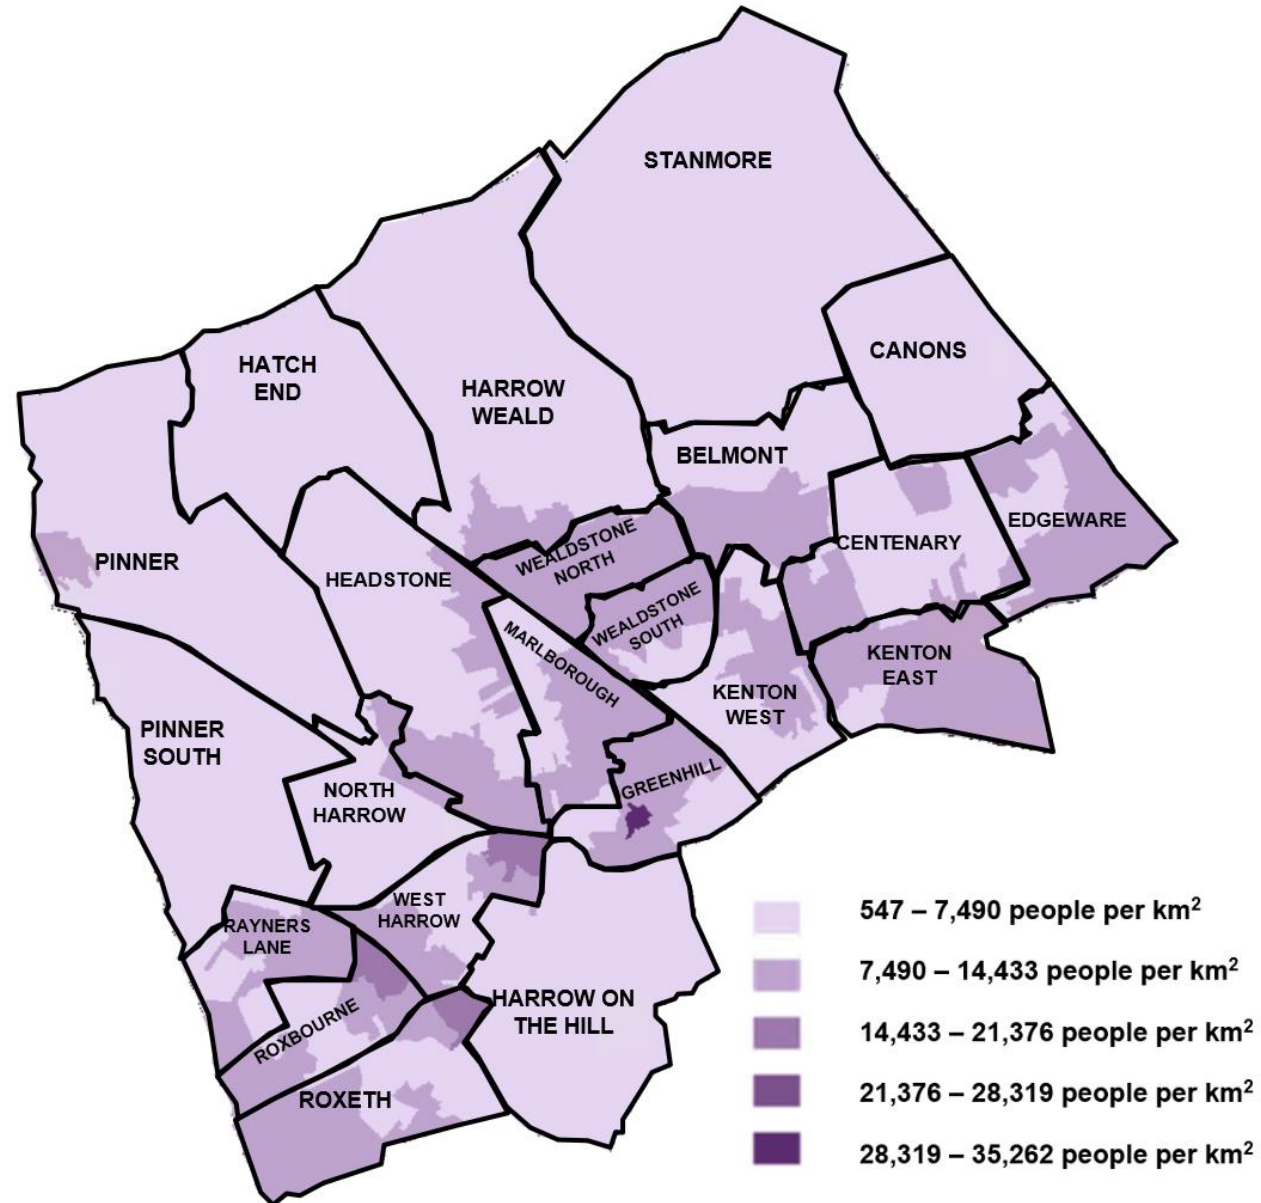 STANMORE
CANONS
HATCH
END
HARROW
WEALD
BELMONT
EDGEWARE
CENTENARY
WEALDSTONE
NORTH
PINNER
HEADSTONE
WEALDSTONE
SOUTH
MARLBOROUGH
KENTON
EAST
KENTON
WEST
PINNER
SOUTH
GREENHILL
NORTH
HARROW
WEST
HARROW
RAYNERS
LANE
HARROW ON
THE HILL
ROXBOURNE
ROXETH
547 – 7,490 people per km²
7,490 – 14,433 people per km²
14,433 – 21,376 people per km²
21,376 – 28,319 people per km²
28,319 – 35,262 people per km²